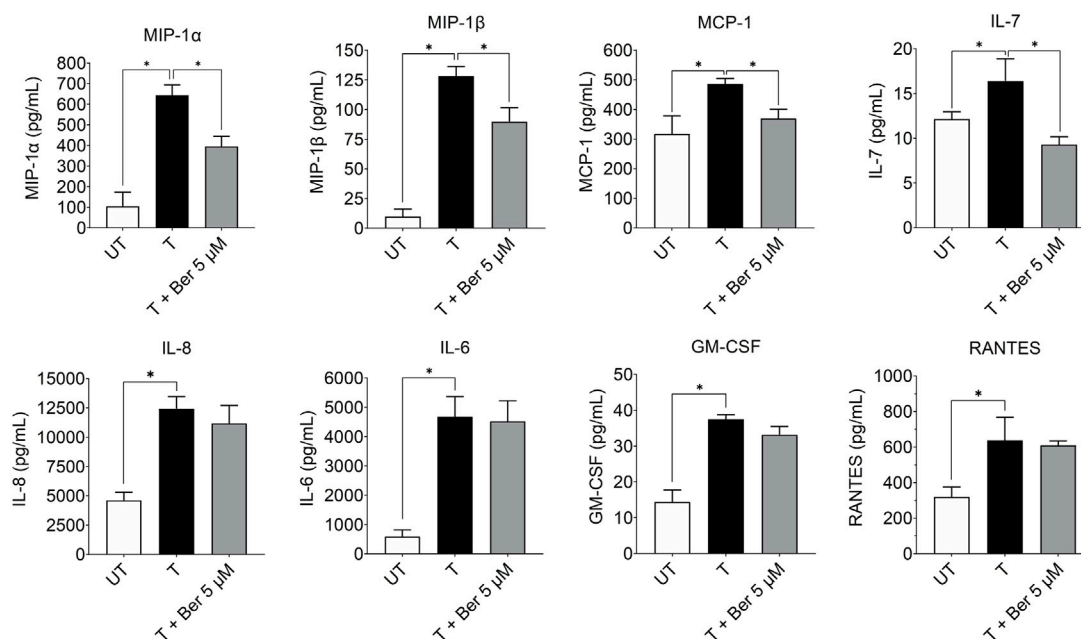 MIP-1α
MIP-1α (pg/mL)
800
700
600
500
400
300
200
100
0
* *
UT
T
T + Ber 5 μM
MIP-1β
MIP-1β (pg/mL)
150
125
100
75
50
25
0
* *
UT
T
T + Ber 5 μM
MCP-1
MCP-1 (pg/mL)
600
500
400
300
200
100
0
* *
UT
T
T + Ber 5 μM
IL-7
IL-7 (pg/mL)
20
15
10
5
0
* *
UT
T
T + Ber 5 μM
IL-8
IL-8 (pg/mL)
15000
12500
10000
7500
5000
2500
0
*
UT
T
T + Ber 5 μM
IL-6
IL-6 (pg/mL)
6000
5000
4000
3000
2000
1000
0
*
UT
T
T + Ber 5 μM
GM-CSF
GM-CSF (pg/mL)
50
40
30
20
10
0
*
UT
T
T + Ber 5 μM
RANTES
RANTES (pg/mL)
1000
800
600
400
200
0
*
UT
T
T + Ber 5 μM